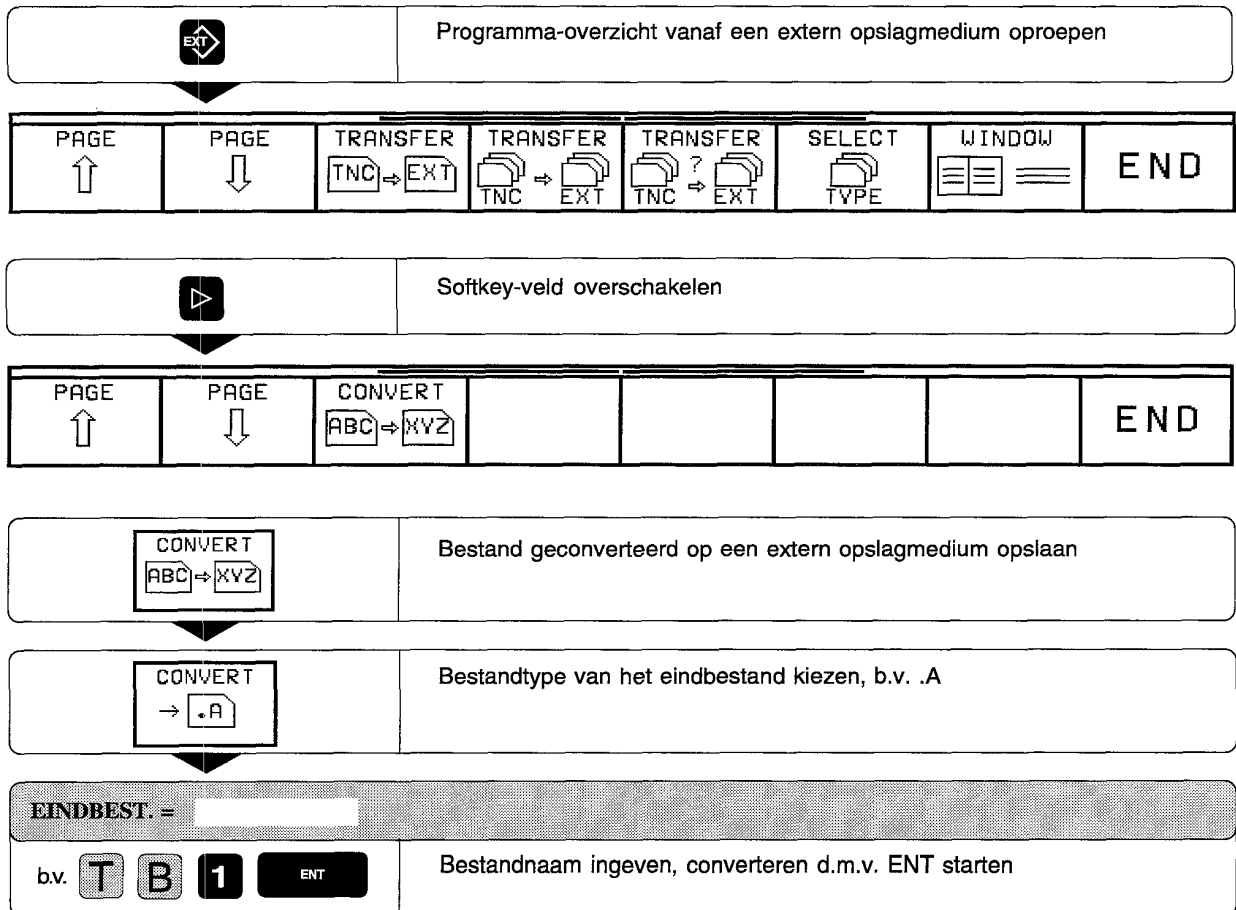 EXT Programma-overzicht vanaf een extern opslagmedium oproepen
PAGE PAGE TRANSFER TRANSFER TRANSFER SELECT WINDOW END
TNC EXT ?
TNC EXT TNC EXT TYPE
Softkey-veld overschakelen
PAGE PAGE CONVERT END
ABC XYZ
CONVERT Bestand geconverteerd op een extern opslagmedium opslaan
ABC XYZ
CONVERT Bestandtype van het eindbestand kiezen, b.v. .A
.A
EINDBEST. =
b.v. T B 1 ENT Bestandnaam ingeven, converteren d.m.v. ENT starten